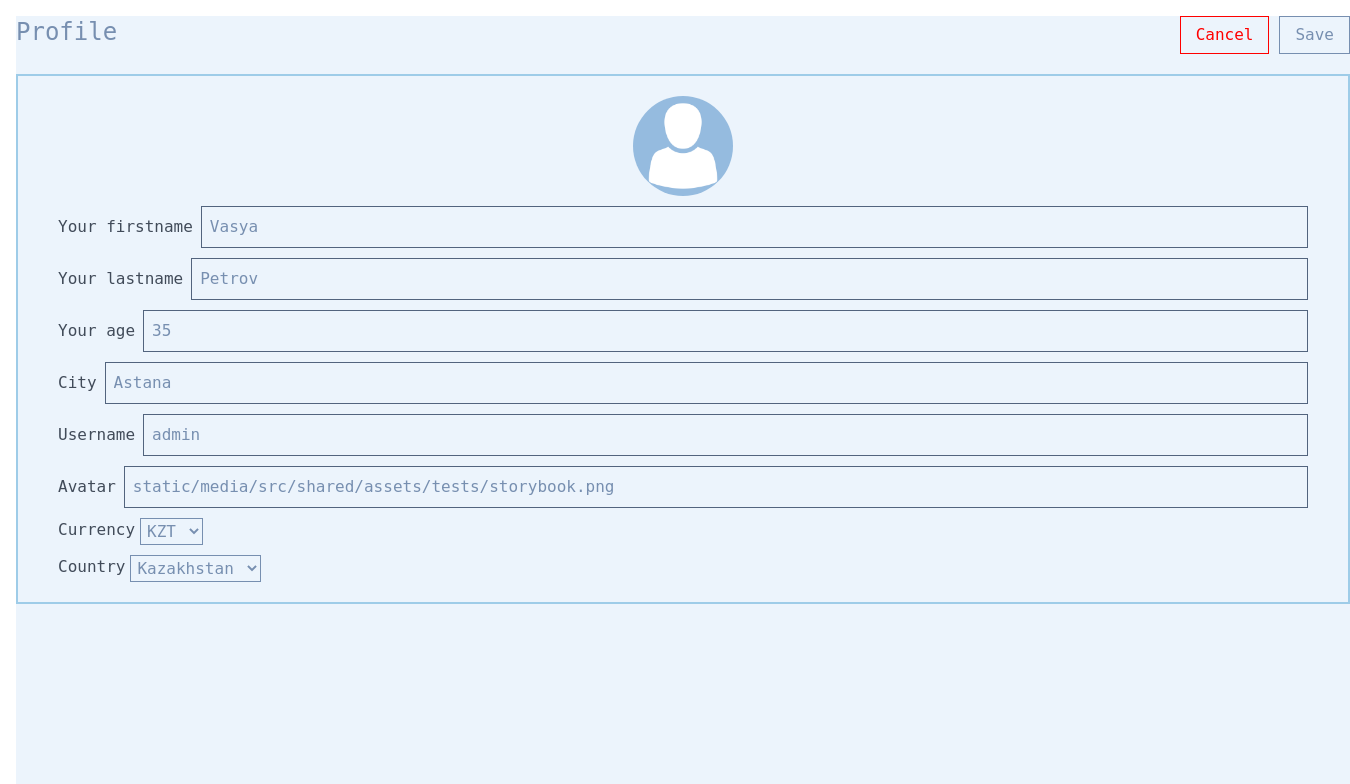 Profile Cancel Save
Your firstname Vasya
Your lastname Petrov
Your age 35
City Astana
Username admin
Avatar static/media/src/shared/assets/tests/storybook.png
Currency KZT
Country Kazakhstan